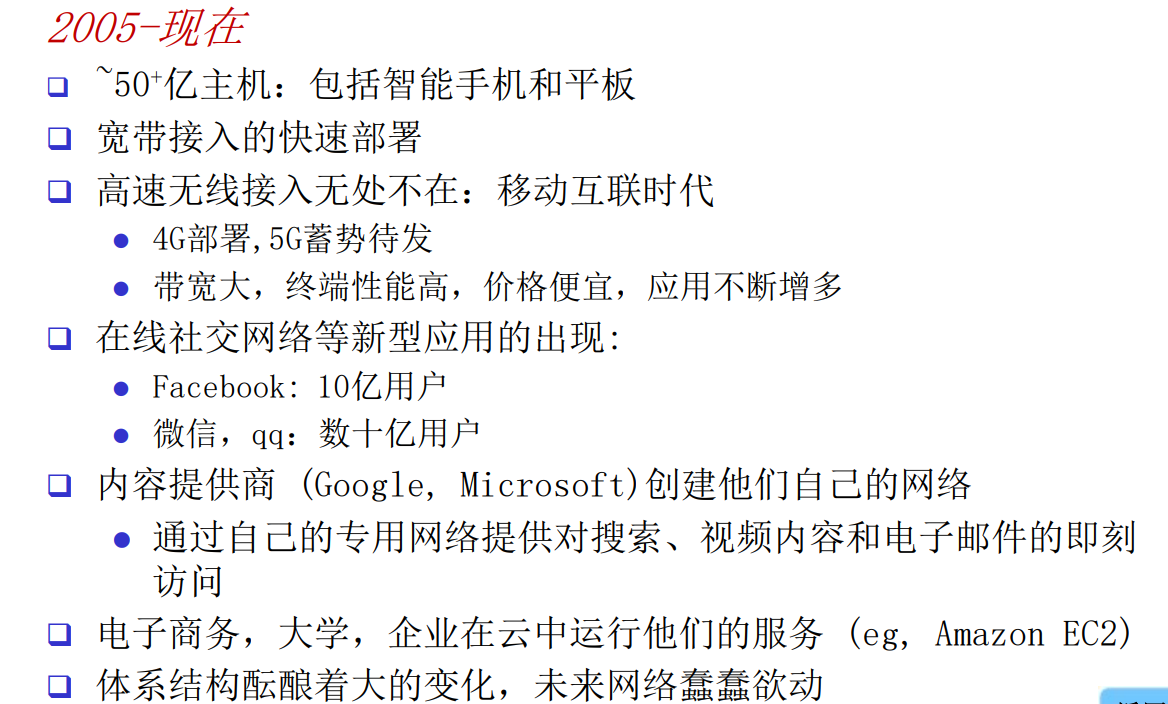 2005-现在
~50+亿主机：包括智能手机和平板
宽带接入的快速部署
高速无线接入无处不在：移动互联时代
4G部署,5G蓄势待发
带宽大，终端性能高，价格便宜，应用不断增多
在线社交网络等新型应用的出现:
Facebook: 10亿用户
微信，qq：数十亿用户
内容提供商 (Google, Microsoft)创建他们自己的网络
通过自己的专用网络提供对搜索、视频内容和电子邮件的即刻
访问
电子商务，大学，企业在云中运行他们的服务 (eg, Amazon EC2)
体系结构酝酿着大的变化，未来网络蠢蠢欲动